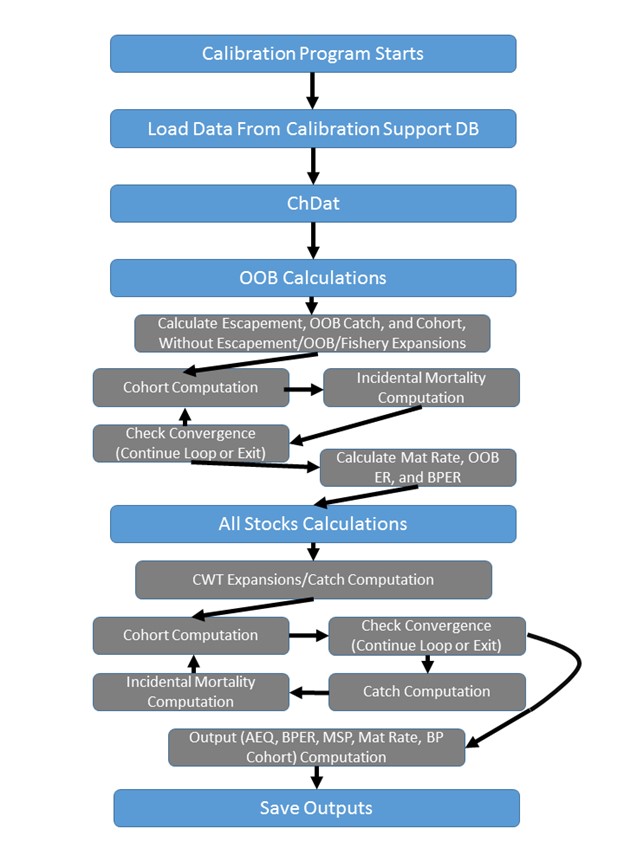 Calibration Program Starts
Load Data From Calibration Support DB
ChDat
OOB Calculations
Calculate Escapement, OOB Catch, and Cohort,
Without Escapement/OOB/Fishery Expansions
Cohort Computation
Incidental Mortality
Computation
Check Convergence
(Continue Loop or Exit)
Calculate Mat Rate, OOB
ER, and BPER
All Stocks Calculations
CWT Expansions/Catch Computation
Cohort Computation
Check Convergence
(Continue Loop or Exit)
Incidental Mortality
Computation
Catch Computation
Output (AEQ, BPER, MSP, Mat Rate, BP
Cohort) Computation
Save Outputs